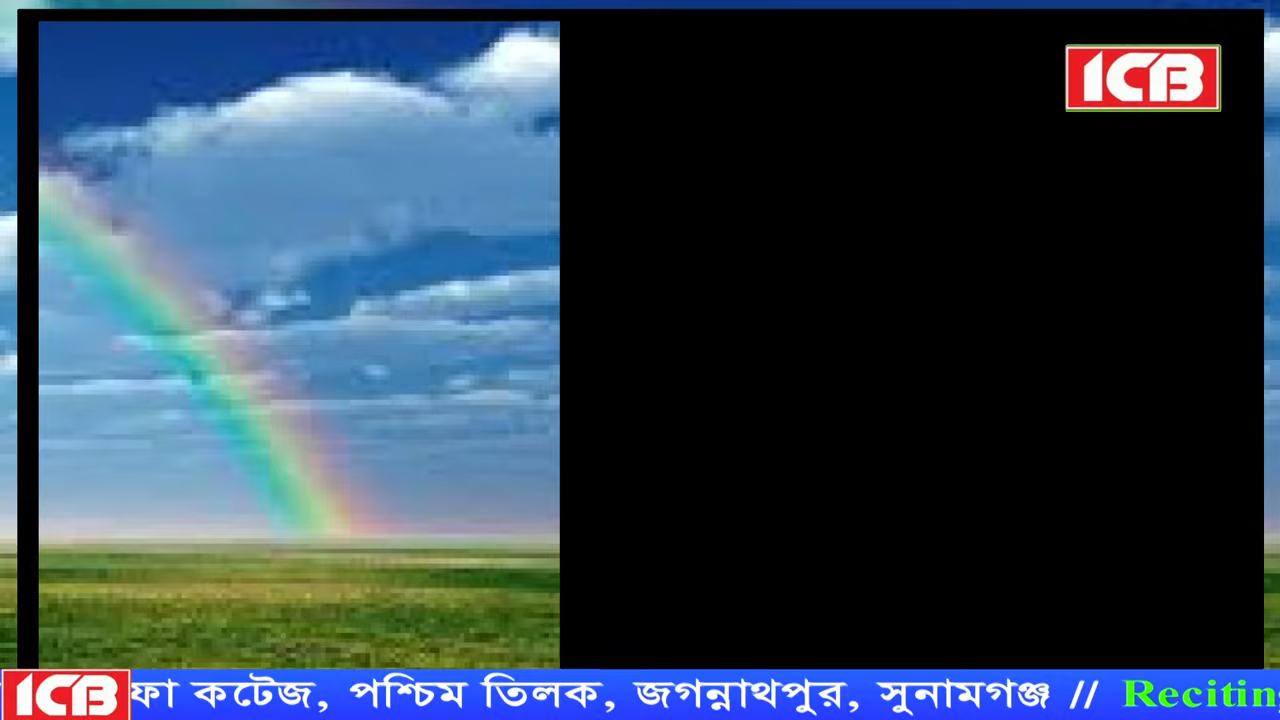 ICB
ICB ফা কটেজ, পশ্চিম তিলক, জগন্নাথপুর, সুনামগঞ্জ // Recitin